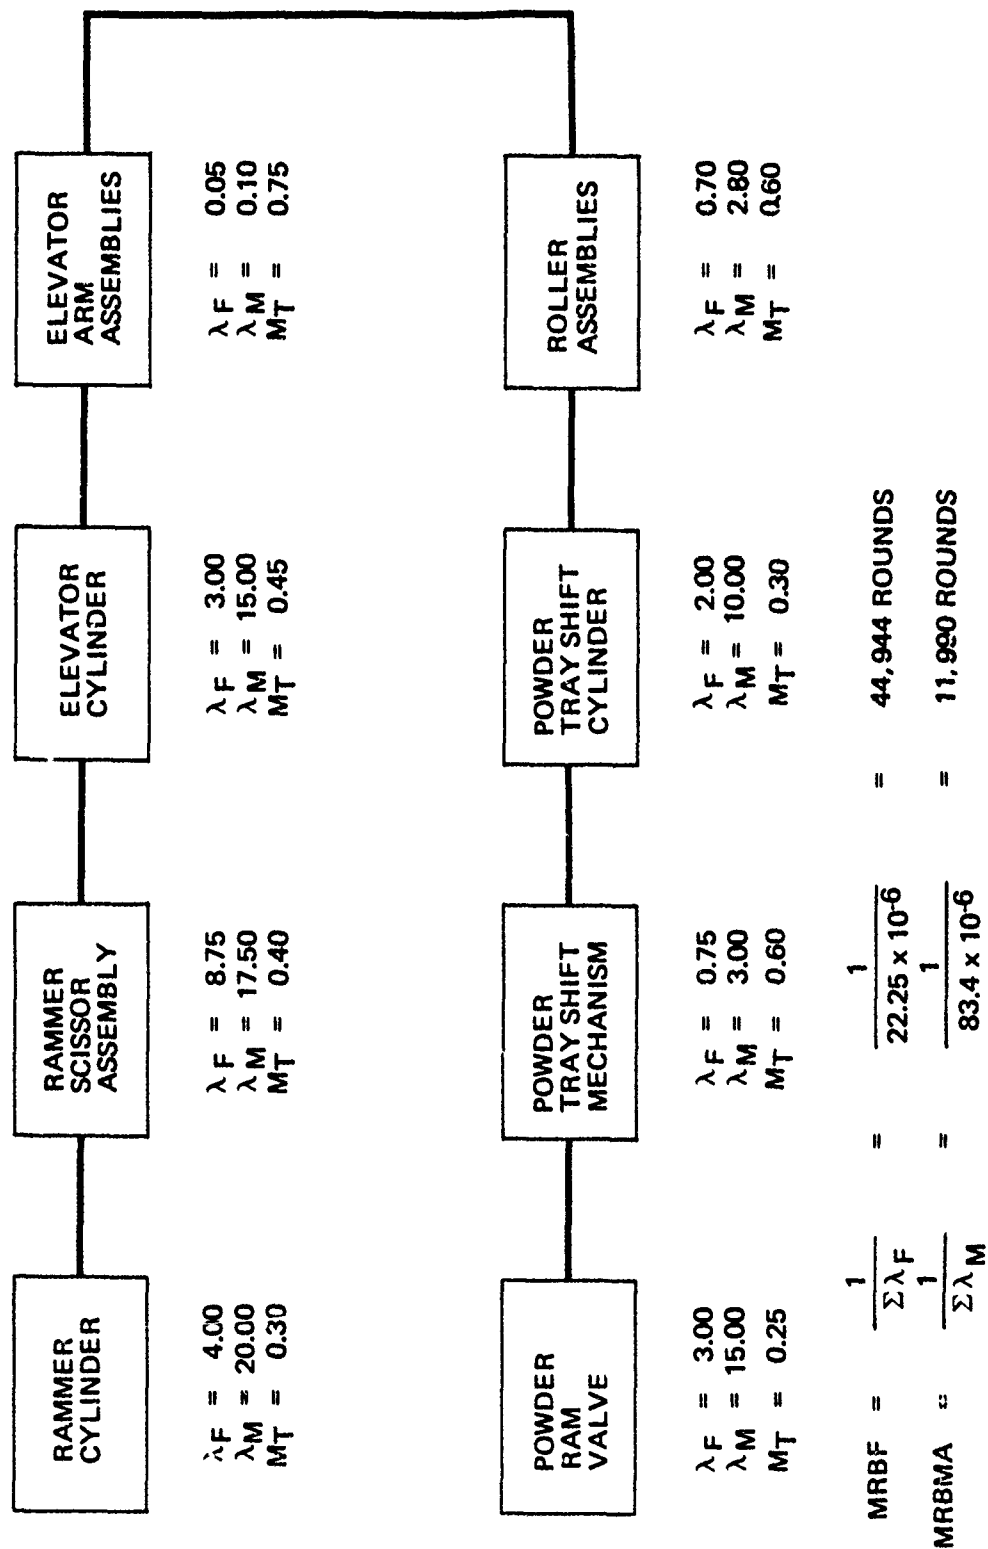 RAMMER
CYLINDER
λF = 4.00
λM = 20.00
MT = 0.30
RAMMER
SCISSOR
ASSEMBLY
λF = 8.75
λM = 17.50
MT = 0.40
ELEVATOR
CYLINDER
λF = 3.00
λM = 15.00
MT = 0.45
ELEVATOR
ARM
ASSEMBLIES
λF = 0.05
λM = 0.10
MT = 0.75
POWDER
RAM
VALVE
λF = 3.00
λM = 15.00
MT = 0.25
POWDER
TRAY SHIFT
MECHANISM
λF = 0.75
λM = 3.00
MT = 0.60
POWDER
TRAY SHIFT
CYLINDER
λF = 2.00
λM = 10.00
MT = 0.30
ROLLER
ASSEMBLIES
λF = 0.70
λM = 2.80
MT = 0.60
MRBF = 1 / ΣλF = 1 / 22.25 x 10-6 = 44,944 ROUNDS
MRBMA = 1 / ΣλM = 1 / 83.4 x 10-6 = 11,990 ROUNDS